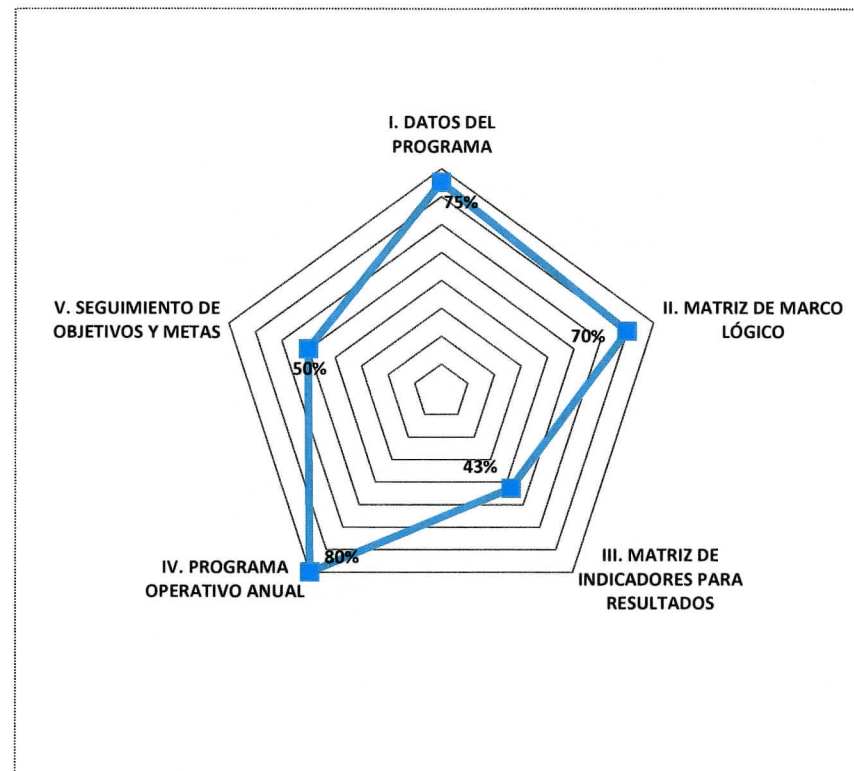 I. DATOS DEL
PROGRAMA
75%
II. MATRIZ DE MARCO
LÓGICO
70%
III. MATRIZ DE
INDICADORES PARA
RESULTADOS
43%
IV. PROGRAMA
OPERATIVO ANUAL
80%
V. SEGUIMIENTO DE
OBJETIVOS Y METAS
50%